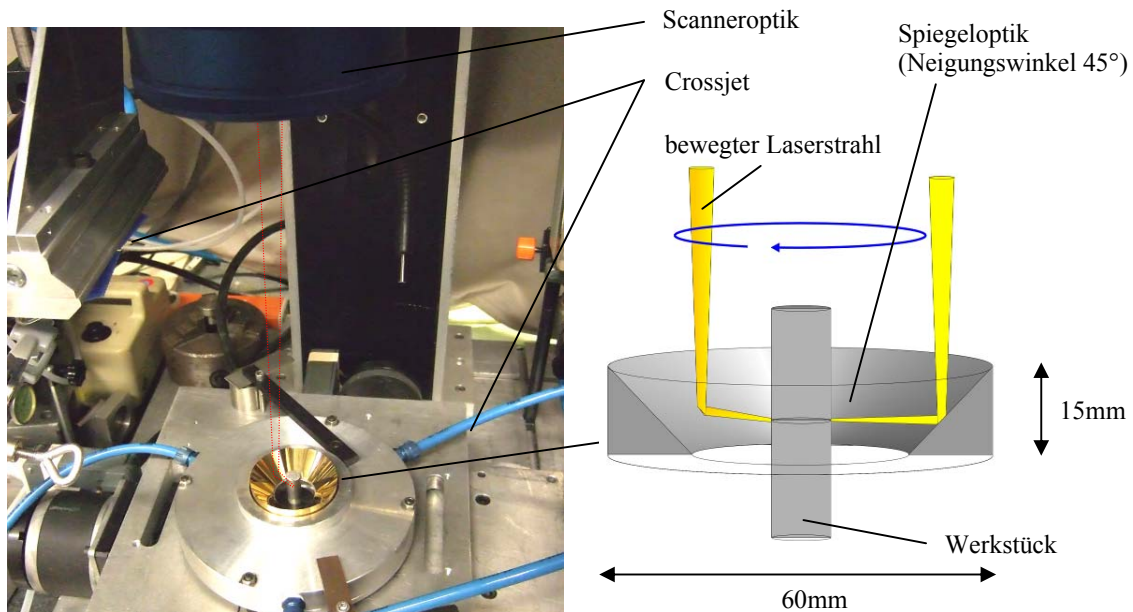 Scanneroptik
Spiegeloptik
(Neigungswinkel 45°)
Crossjet
bewegter Laserstrahl
15mm
Werkstück
60mm